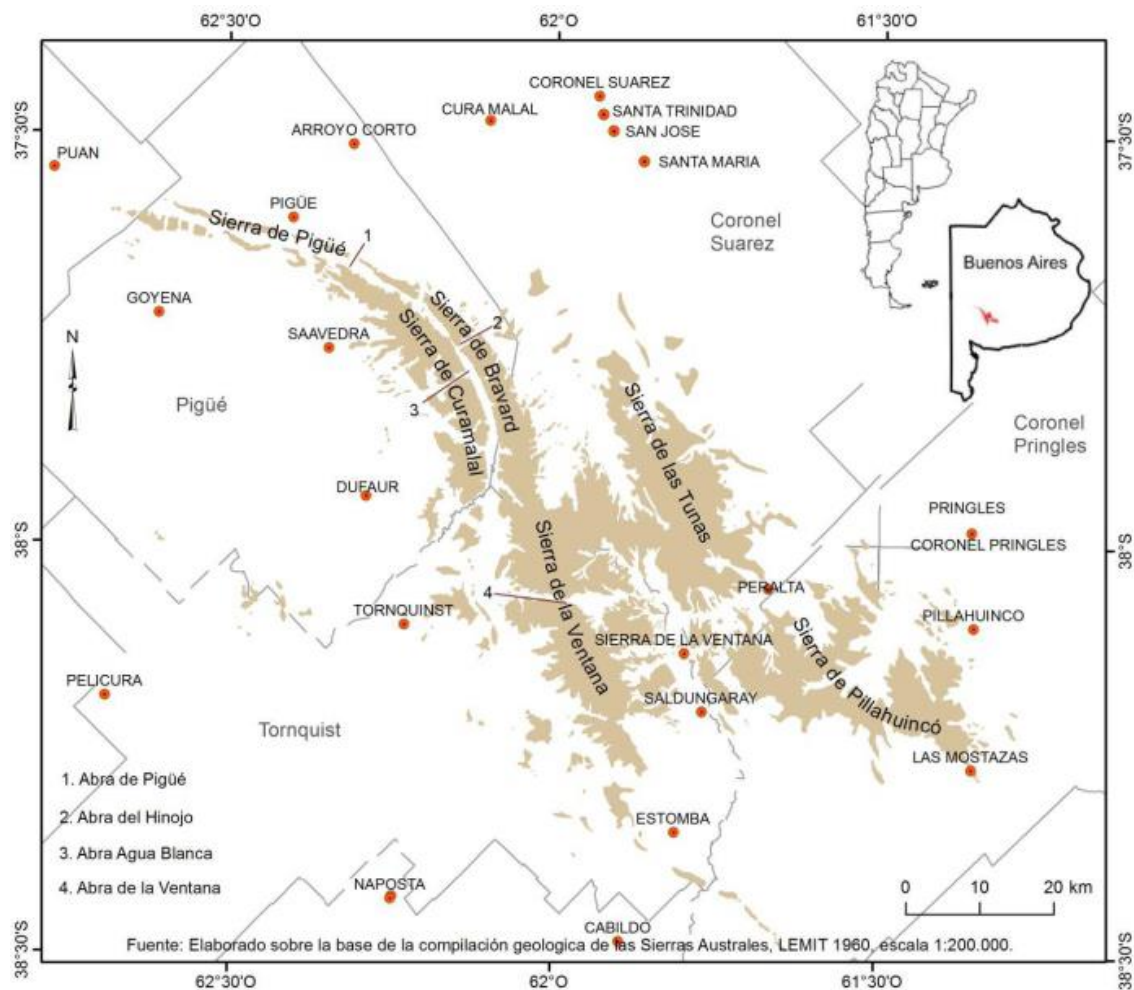 62°30'O
62°O
61°30'O
37°30'S
37°30'S
CORONEL SUAREZ
CURA MALAL
SANTA TRINIDAD
ARROYO CORTO
SAN JOSE
PUAN
SANTA MARIA
PIGÜE
Sierra de Pigüé
1
Coronel
Suarez
Buenos Aires
GOYENA
Sierra de Bravard
2
SAAVEDRA
N
Sierra de Curamalal
3
Pigüé
Sierra de las Tunas
Coronel
Pringles
DUFAUR
PRINGLES
38°S
38°S
CORONEL PRINGLES
Sierra de la Ventana
4
PERALTA
TORNQUINST
PILLAHUINCO
SIERRA DE LA VENTANA
Sierra de Pillahuincó
PELICURA
SALDUNGARAY
Tornquist
LAS MOSTAZAS
1. Abra de Pigüé
2. Abra del Hinojo
3. Abra Agua Blanca
4. Abra de la Ventana
ESTOMBA
NAPOSTA
0 10 20 km
CABILDO
Fuente: Elaborado sobre la base de la compilación geologica de las Sierras Australes, LEMIT 1960, escala 1:200.000.
38°30'S
38°30'S
62°30'O
62°O
61°30'O